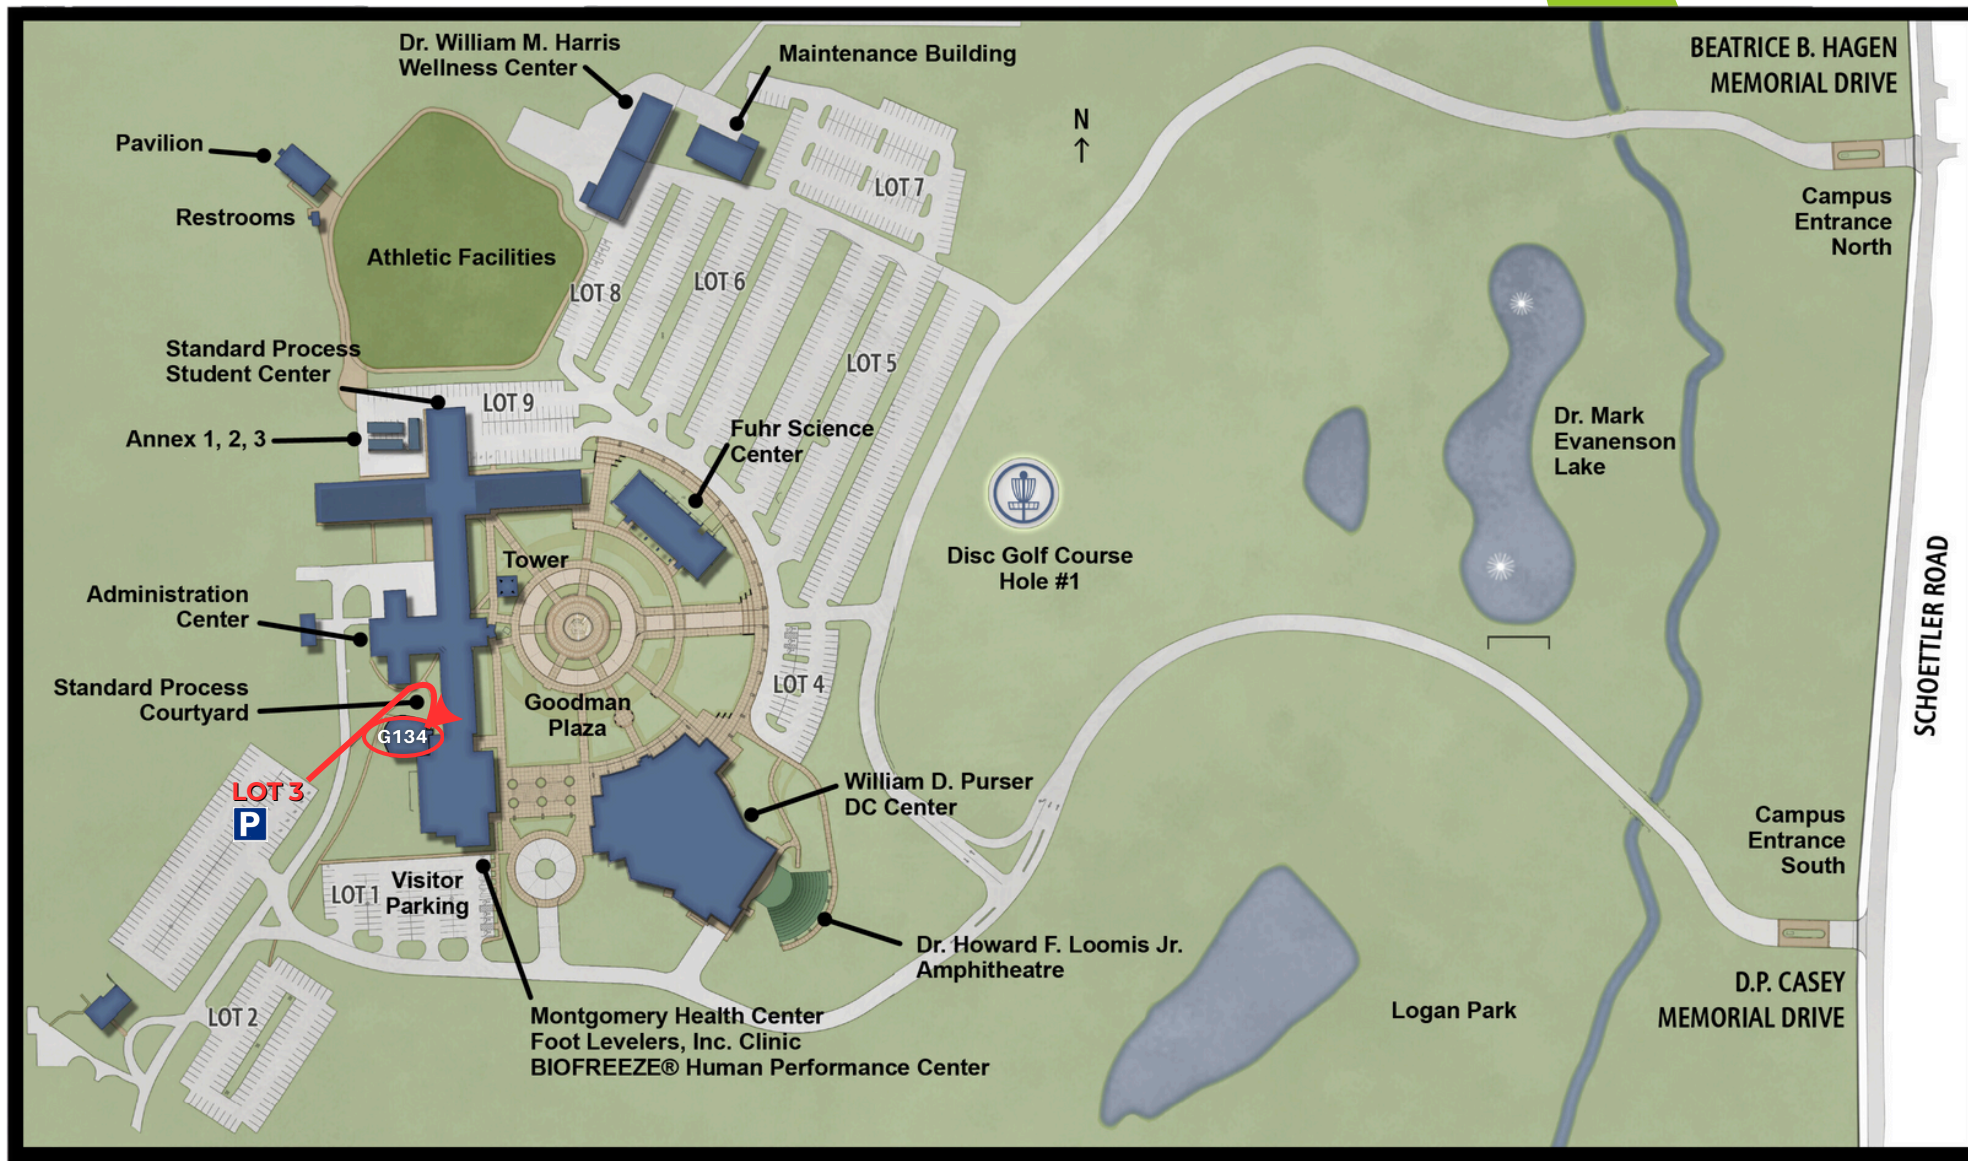 Dr. William M. Harris
Wellness Center
Maintenance Building
BEATRICE B. HAGEN
MEMORIAL DRIVE
N
Pavilion
LOT 7
Restrooms
Campus
Entrance
North
Athletic Facilities
LOT 8
LOT 6
Standard Process
Student Center
LOT 5
LOT 9
Annex 1, 2, 3
Fuhr Science
Center
Dr. Mark
Evanenson
Lake
Tower
Disc Golf Course
Hole #1
SCHOETTLER ROAD
Administration
Center
Standard Process
Courtyard
LOT 4
Goodman
Plaza
G134
LOT 3
P
William D. Purser
DC Center
Campus
Entrance
South
LOT 1
Visitor
Parking
Dr. Howard F. Loomis Jr.
Amphitheatre
D.P. CASEY
MEMORIAL DRIVE
LOT 2
Logan Park
Montgomery Health Center
Foot Levelers, Inc. Clinic
BIOFREEZE® Human Performance Center